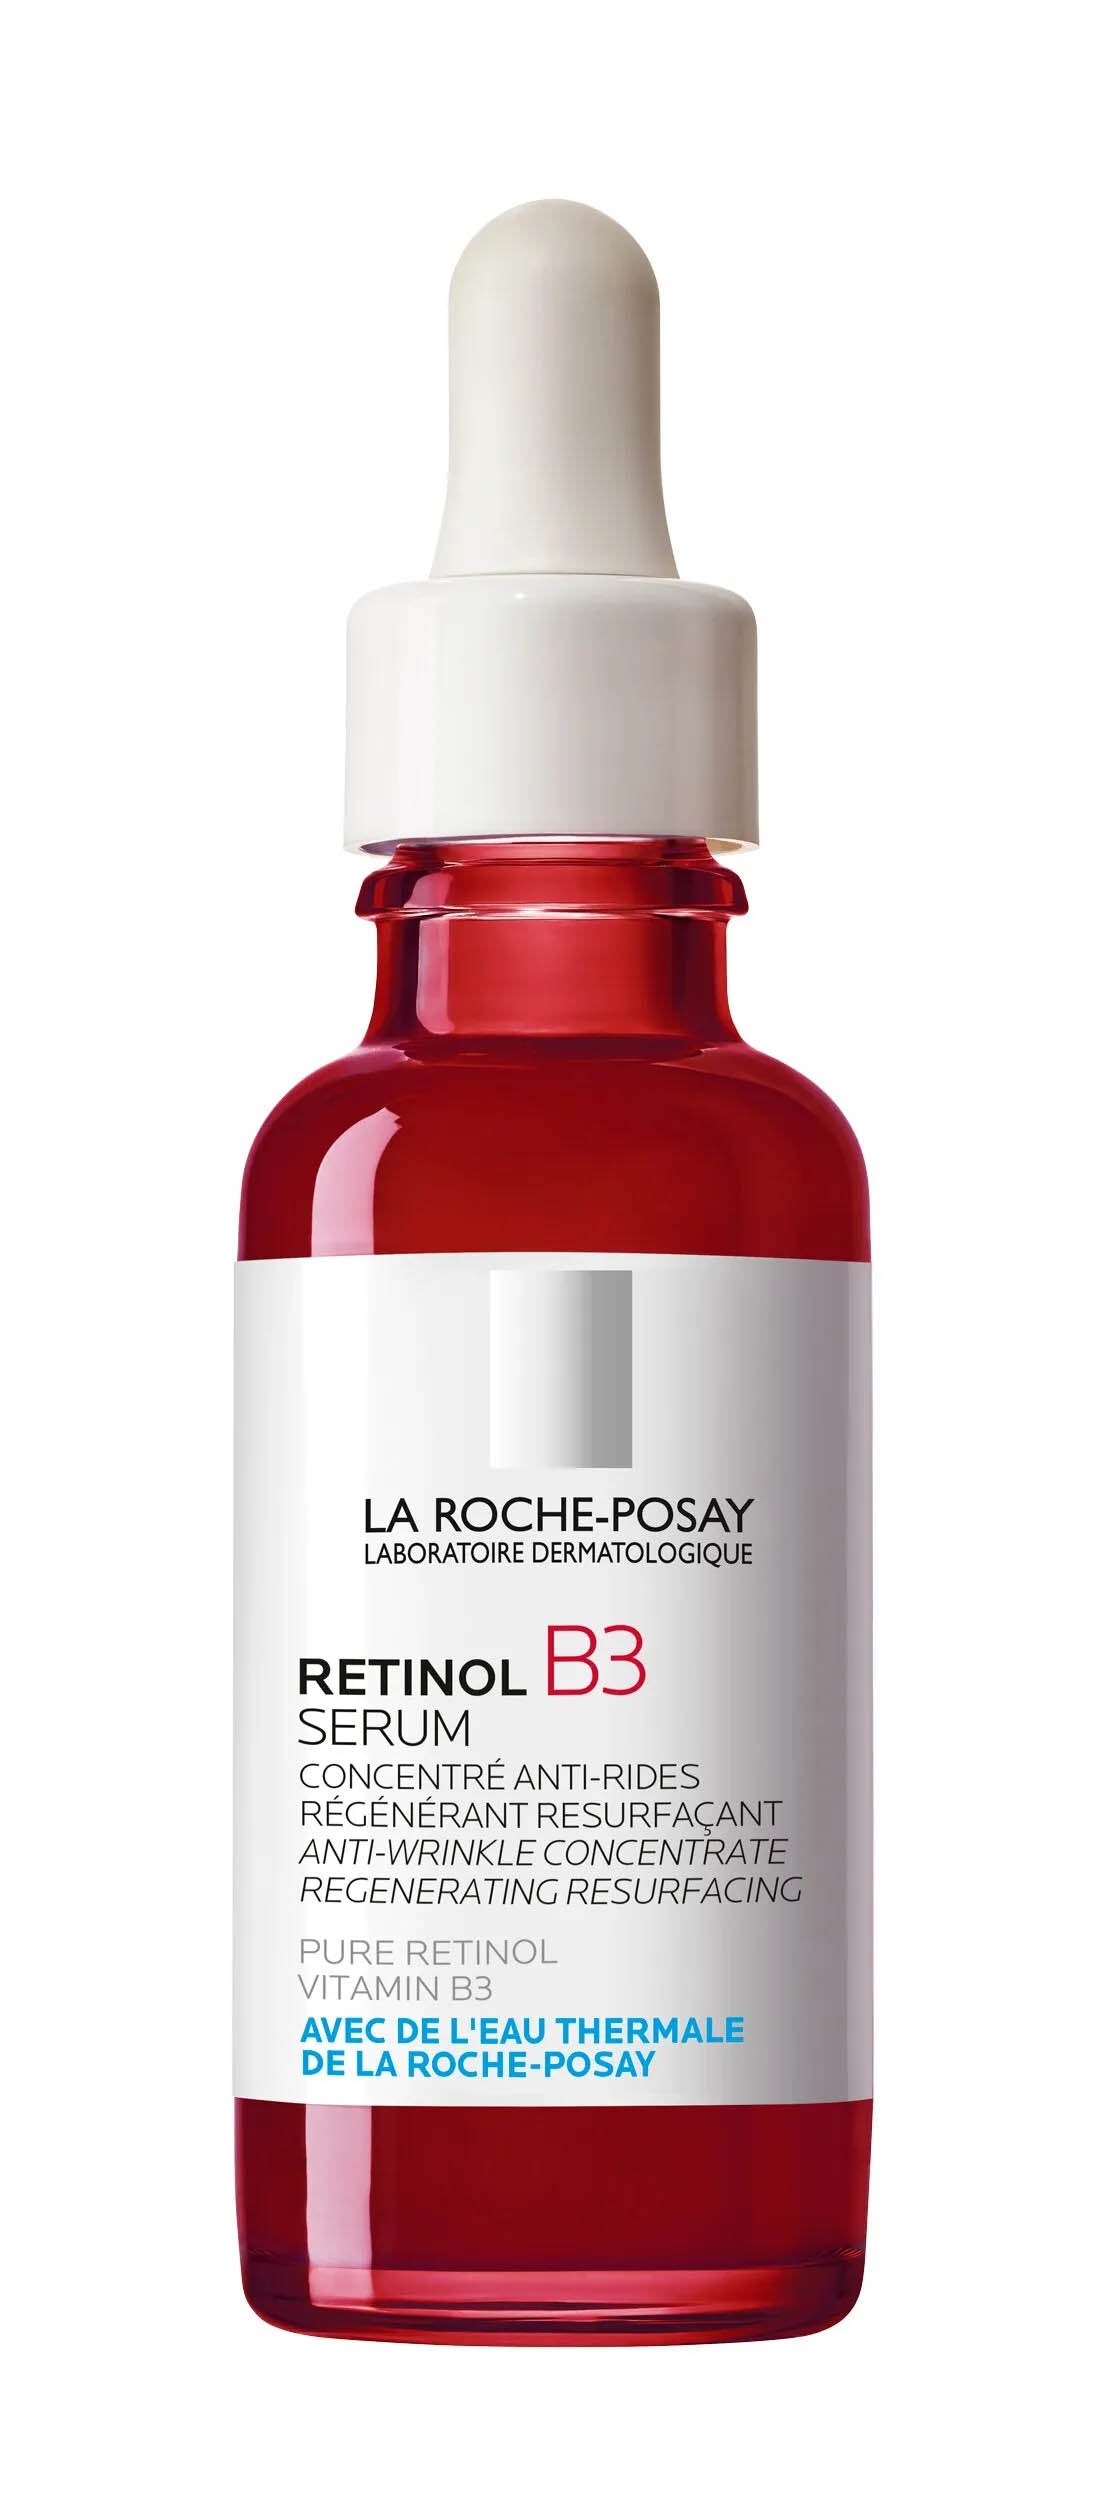 LA ROCHE-POSAY
LABORATOIRE DERMATOLOGIQUE
RETINOL B3
SERUM
CONCENTRÉ ANTI-RIDES
RÉGÉNÉRANT RESURFAÇANT
ANTI-WRINKLE CONCENTRATE
REGENERATING RESURFACING
PURE RETINOL
VITAMIN B3
AVEC DE L'EAU THERMALE
DE LA ROCHE-POSAY